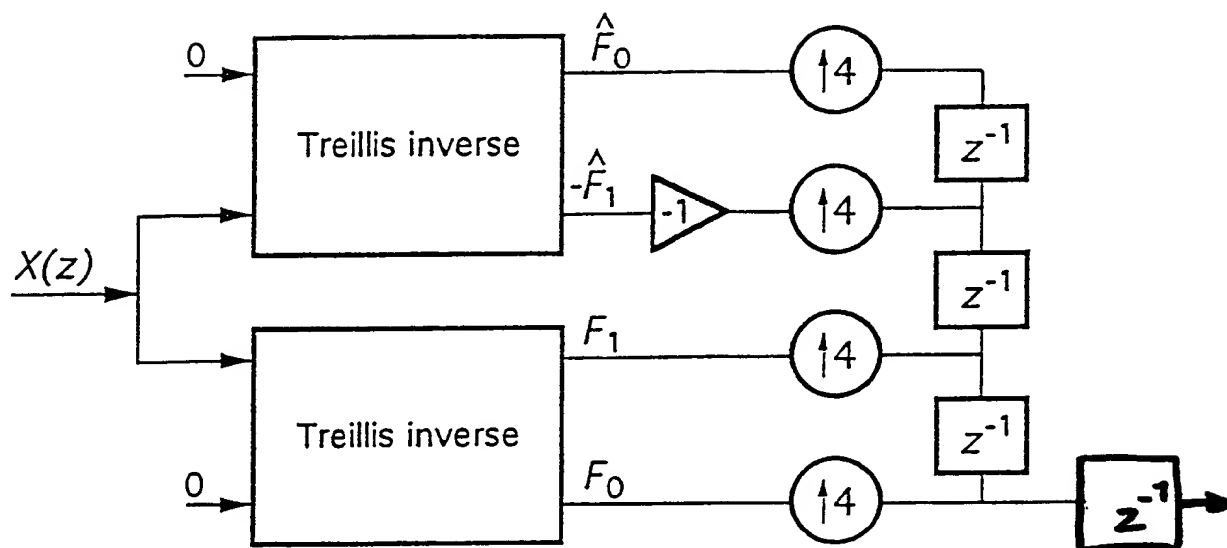 0
F̂₀
↑4
z⁻¹
Treillis inverse
-F̂₁
-1
↑4
X(z)
z⁻¹
F₁
↑4
Treillis inverse
z⁻¹
0
F₀
↑4
z⁻¹